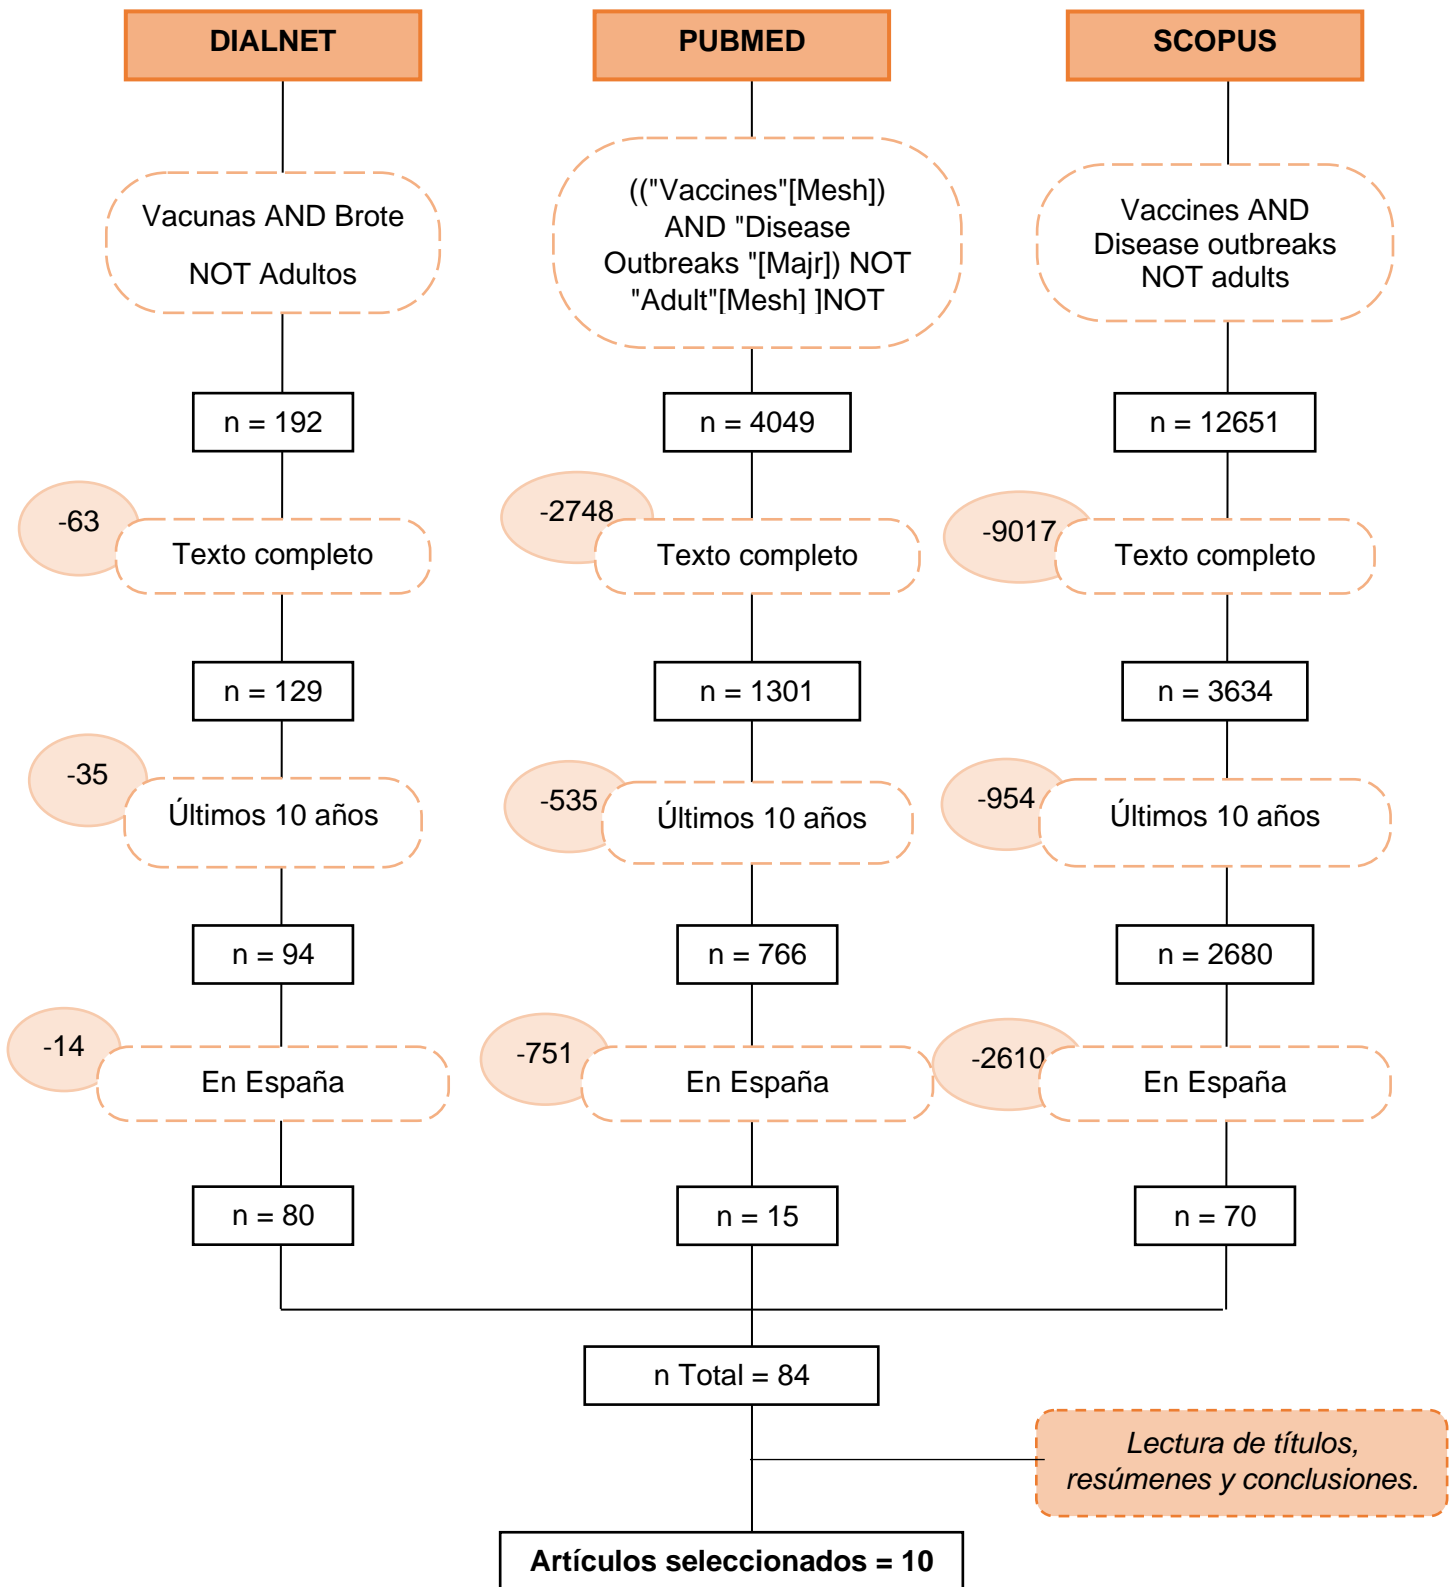 DIALNET
PUBMED
SCOPUS
Vacunas AND Brote
NOT Adultos
(("Vaccines"[Mesh])
AND "Disease
Outbreaks "[Majr]) NOT
"Adult"[Mesh] ]NOT
Vaccines AND
Disease outbreaks
NOT adults
n = 192
n = 4049
n = 12651
-63
-2748
-9017
Texto completo
Texto completo
Texto completo
n = 129
n = 1301
n = 3634
-35
-535
-954
Últimos 10 años
Últimos 10 años
Últimos 10 años
n = 94
n = 766
n = 2680
-14
-751
-2610
En España
En España
En España
n = 80
n = 15
n = 70
n Total = 84
Lectura de títulos,
resúmenes y conclusiones.
Artículos seleccionados = 10